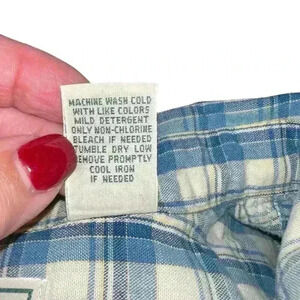 MACHINE WASH COLD
WITH LIKE COLORS
MILD DETERGENT
ONLY NON-CHLORINE
BLEACH IF NEEDED
TUMBLE DRY LOW
REMOVE PROMPTLY
COOL IRON
IF NEEDED